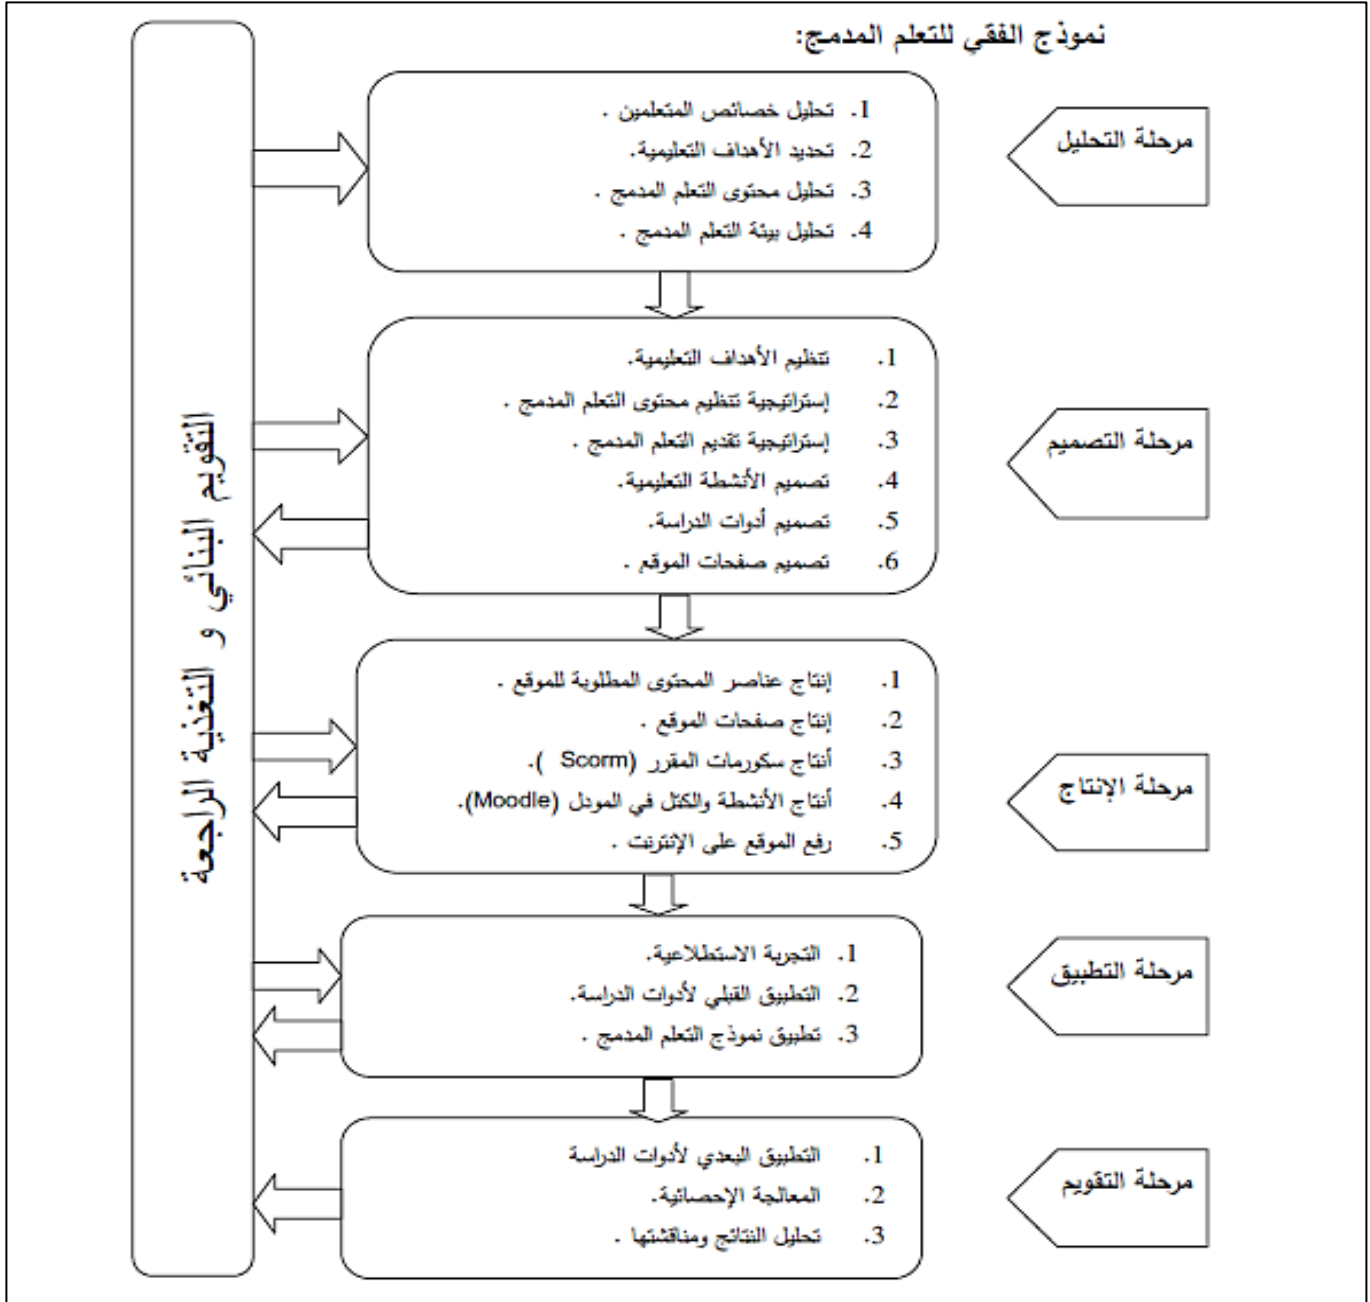 نموذج الفقي للتعلم المدمج:
مرحلة التحليل
1. تحليل خصائص المتعلمين .
2. تحديد الأهداف التعليمية.
3. تحليل محتوى التعلم المدمج .
4. تحليل بيئة التعلم المدمج .
مرحلة التصميم
1. تنظيم الأهداف التعليمية.
2. إستراتيجية تنظيم محتوى التعلم المدمج .
3. إستراتيجية تقديم التعلم المدمج .
4. تصميم الأنشطة التعليمية.
5. تصميم أدوات الدراسة.
6. تصميم صفحات الموقع .
مرحلة الإنتاج
1. إنتاج عناصر المحتوى المطلوبة للموقع .
2. إنتاج صفحات الموقع .
3. أنتاج سكورمات المقرر (Scorm ).
4. أنتاج الأنشطة والكتل في المودل (Moodle).
5. رفع الموقع على الإنترنت .
مرحلة التطبيق
1. التجربة الاستطلاعية.
2. التطبيق القبلي لأدوات الدراسة.
3. تطبيق نموذج التعلم المدمج .
مرحلة التقويم
1. التطبيق البعدي لأدوات الدراسة
2. المعالجة الإحصائية.
3. تحليل النتائج ومناقشتها .
التقويم البنائي و التغذية الراجعة